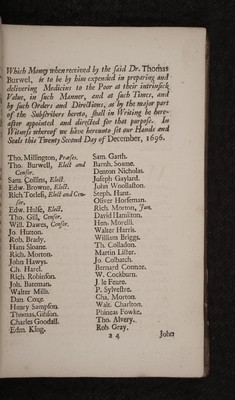 Which Money when received by the said Dr. Thomas
Burwel, is to be by him expended in preparing and
delivering Medicins to the Poor at their intrinsick
Value, in such Manner, and at such Times, and
by such Orders and Directions, as by the major part
of the Subscribers hereto, shall in Writing be here-
after appointed and directed for that purpose. In
Witness whereof we have hereunto set our Hands and
Seals this Twenty Second Day of December, 1696.
Tho. Millington, Præses.
Tho. Burwell, Elect and
Censor.
Sam. Collins, Elect.
Edw. Browne, Elect.
Rich. Torless, Elect and Cen-
sor.
Edw. Hulse, Elect.
Tho. Gill, Censor.
Will. Dawes, Censor.
Jo. Hutton.
Rob. Brady.
Hans Sloane.
Rich. Morton.
John Hawys.
Ch. Harel.
Rich. Robinson.
Joh. Bateman.
Walter Mills.
Dan. Coxe.
Henry Sampson.
Thomas Gibson.
Charles Goodall.
Edm. King.
Sam. Garth.
Barnh. Soame.
Denton Nicholas.
Joseph Gaylard.
John Woollaston.
Steph. Hunt.
Oliver Horseman.
Rich. Morton, Jun.
David Hamilton.
Hen. Morelli.
Walter Harris.
William Briggs.
Th. Colladon.
Martin Lister.
Jo. Colbatch.
Bernard Connor.
W. Cockburn.
J. le Feure.
P. Sylvestre.
Cha. Morton.
Walt. Charlton.
Phineas Fowke.
Tho. Alvery.
Rob. Gray.
a 4
John